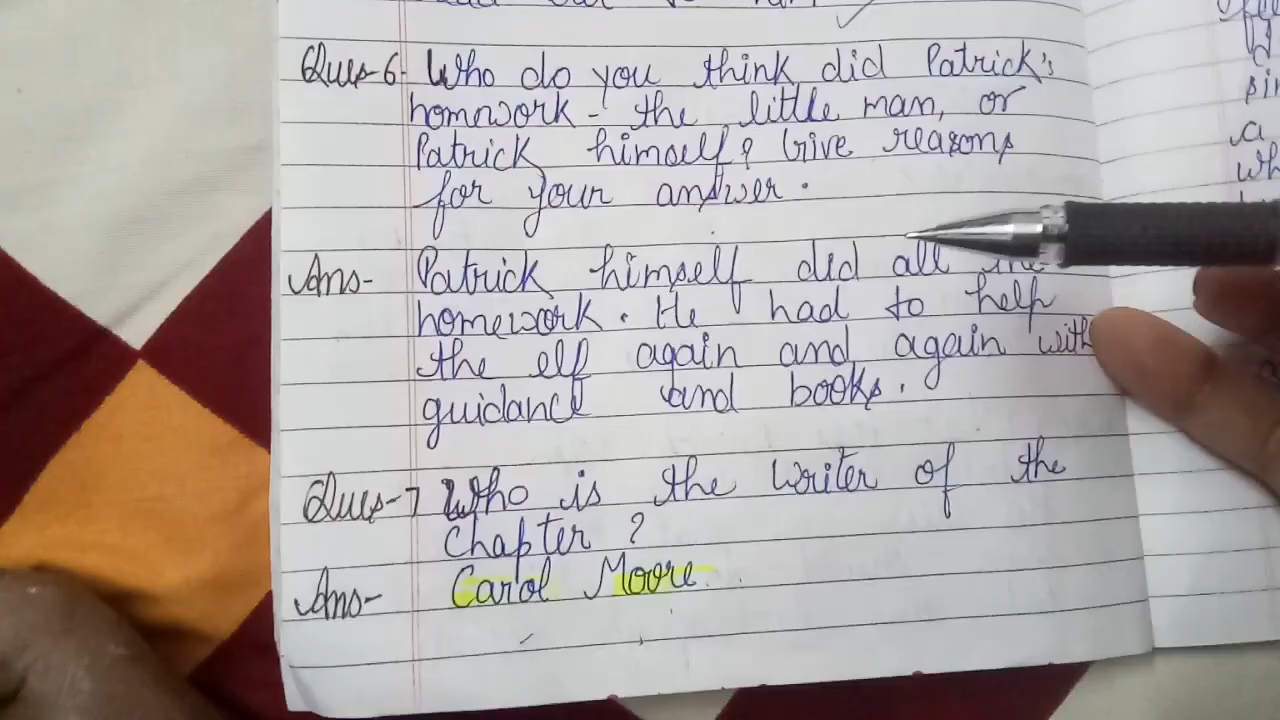 Ques-6- Who do you think did Patrick's
homwork - the little man, or
Patrick himself? Give reasons
for your answer.
Ans- Patrick himself did all the
homework. He had to help
the elf again and again with
guidance and books.
Ques-7 Who is the writer of the
chapter?
Ans- Carol Moore.